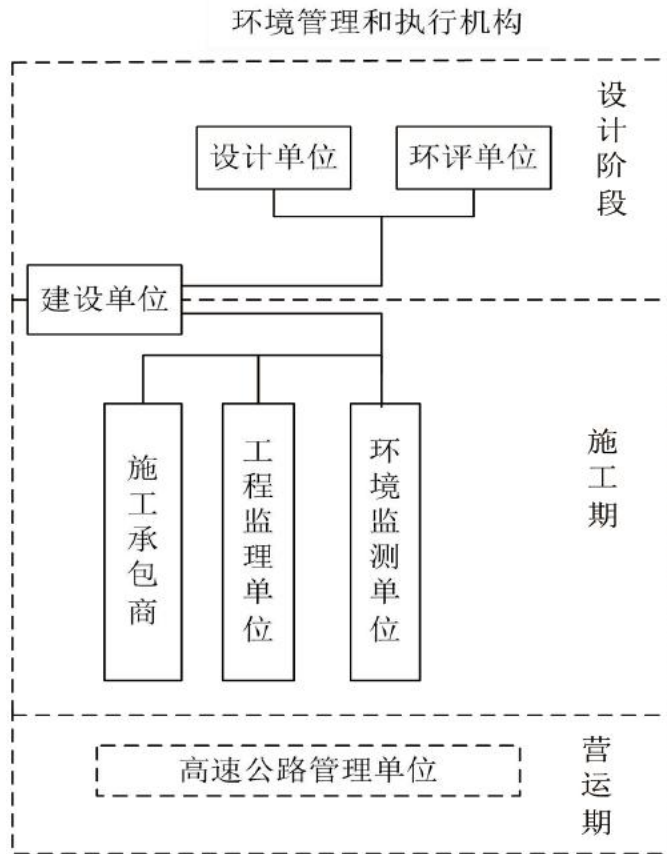 环境管理和执行机构
设计阶段
设计单位
环评单位
建设单位
施工期
施工承包商
工程监理单位
环境监测单位
营运期
高速公路管理单位